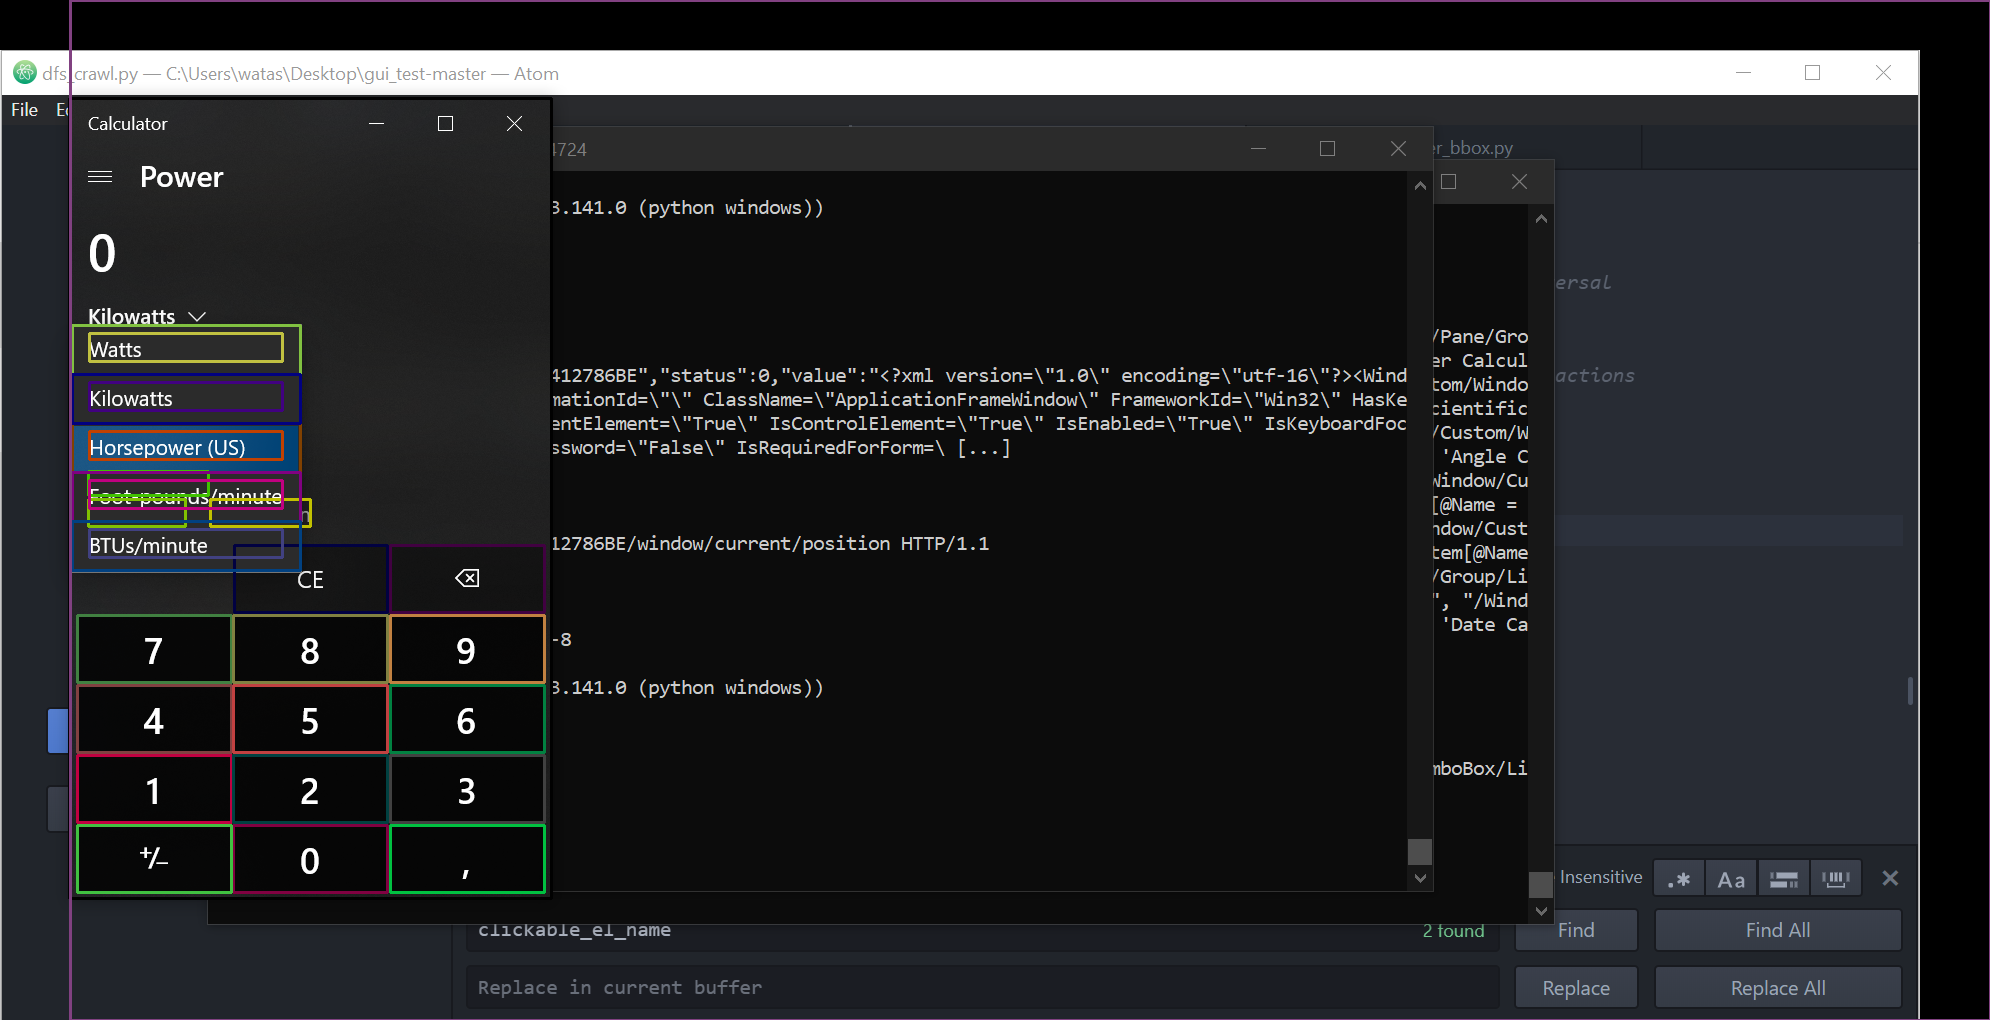 dfs_crawl.py — C:\Users\watas\Desktop\gui_test-master — Atom
File
Calculator
Power
0
Kilowatts
Watts
Kilowatts
Horsepower (US)
Foot-pounds/minute
BTUs/minute
CE
7 8 9
4 5 6
1 2 3
⁺/₋ 0 ,
4724
3.141.0 (python windows))
412786BE","status":0,"value":"<?xml version=\"1.0\" encoding=\"utf-16\"?><Wind
mationId=\"\" ClassName=\"ApplicationFrameWindow\" FrameworkId=\"Win32\" HasKe
entElement=\"True\" IsControlElement=\"True\" IsEnabled=\"True\" IsKeyboardFoc
ssword=\"False\" IsRequiredForForm=\ [...]
12786BE/window/current/position HTTP/1.1
-8
3.141.0 (python windows))
er_bbox.py
/Pane/Gro
er Calcul
tom/Windo
cientific
/Custom/W
'Angle C
Window/Cu
[@Name =
ndow/Cust
tem[@Name
/Group/Li
", "/Wind
'Date Ca
mboBox/Li
ersal
actions
Insensitive
.* Aa
clickable_el_name
2 found
Find
Find All
Replace in current buffer
Replace
Replace All